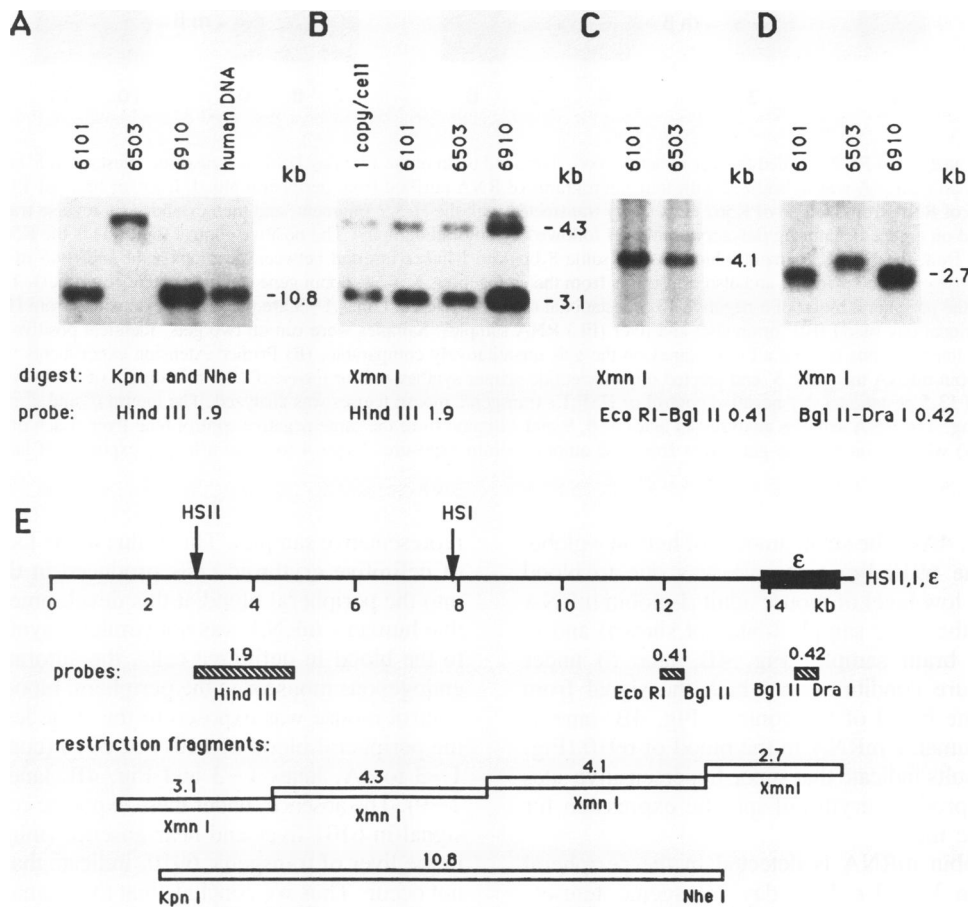 A
B
C
D
6101
6503
6910
human DNA
kb
1 copy/cell
6101
6503
6910
kb
6101
6503
kb
6101
6503
6910
kb
-10.8
-4.3
-3.1
-4.1
-2.7
digest: Kpn I and Nhe I Xmn I Xmn I Xmn I
probe: Hind III 1.9 Hind III 1.9 Eco RI-Bgl II 0.41 Bgl II-Dra I 0.42
E
HSII HSI
ε
HSII,I,ε
0 2 4 6 8 10 12 14 kb
probes: 1.9 0.41 0.42
Hind III Eco RI Bgl II Bgl II Dra I
restriction fragments:
3.1 4.3 4.1 2.7
Xmn I Xmn I Xmn I XmnI
10.8
Kpn I Nhe I